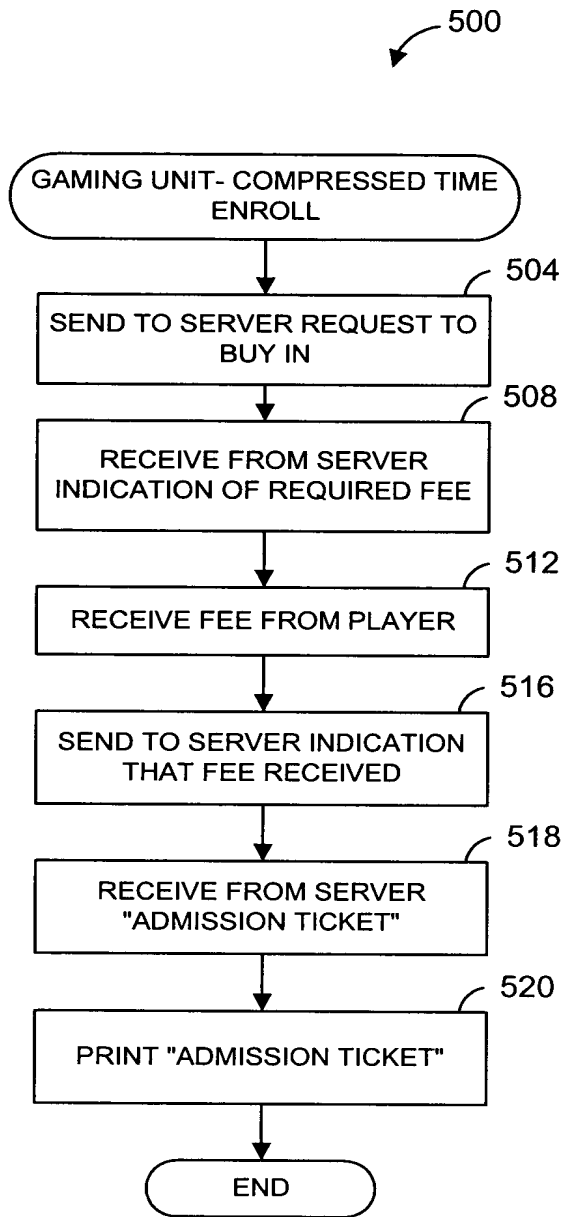 500
GAMING UNIT- COMPRESSED TIME
ENROLL
504
SEND TO SERVER REQUEST TO
BUY IN
508
RECEIVE FROM SERVER
INDICATION OF REQUIRED FEE
512
RECEIVE FEE FROM PLAYER
516
SEND TO SERVER INDICATION
THAT FEE RECEIVED
518
RECEIVE FROM SERVER
"ADMISSION TICKET"
520
PRINT "ADMISSION TICKET"
END